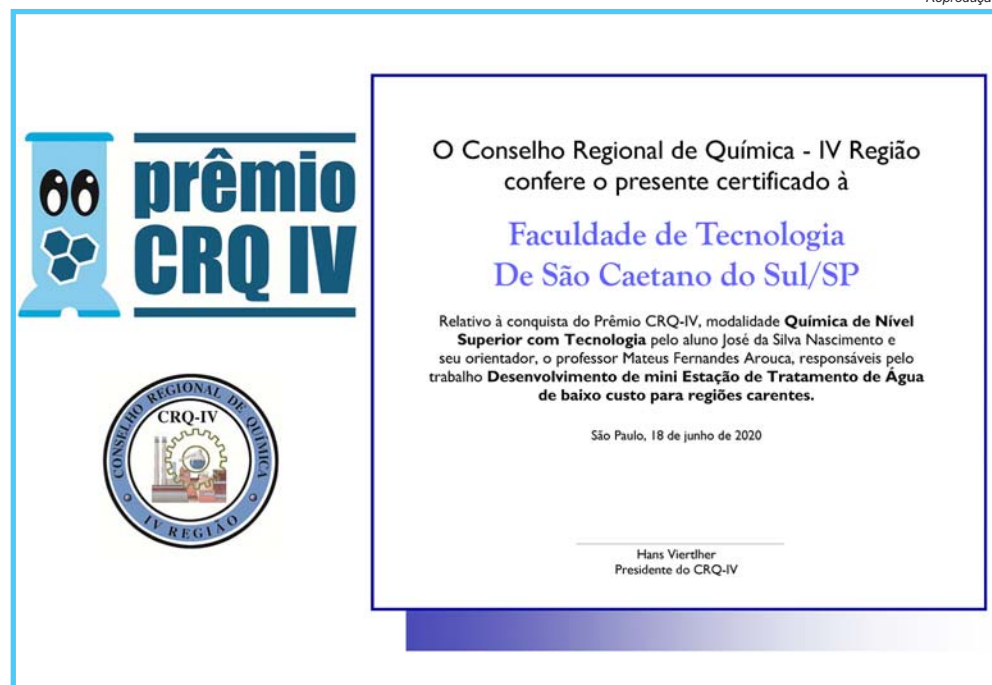 prêmio
CRQ IV
CONSELHO REGIONAL DE QUÍMICA
CRQ-IV
IV REGIÃO
O Conselho Regional de Química - IV Região
confere o presente certificado à
Faculdade de Tecnologia
De São Caetano do Sul/SP
Relativo à conquista do Prêmio CRQ-IV, modalidade Química de Nível
Superior com Tecnologia pelo aluno José da Silva Nascimento e
seu orientador, o professor Mateus Fernandes Arouca, responsáveis pelo
trabalho Desenvolvimento de mini Estação de Tratamento de Água
de baixo custo para regiões carentes.
São Paulo, 18 de junho de 2020
Hans Viertlher
Presidente do CRQ-IV